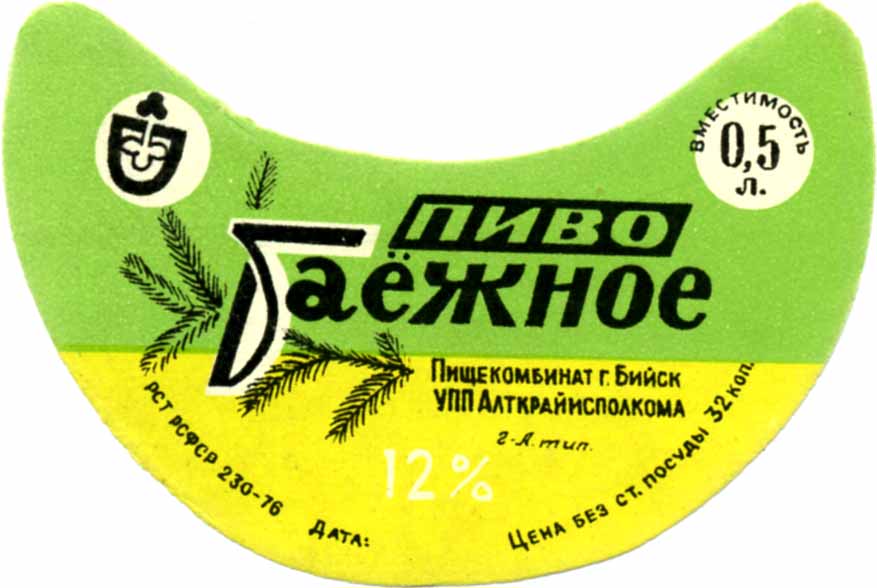 ВМЕСТИМОСТЬ
0,5
л.
ПИВО
Таёжное
ПИЩЕКОМБИНАТ г. БИЙСК
УПП АЛТКРАЙИСПОЛКОМА
г-А. тип.
12%
РСТ РСФСР 230-76
ДАТА:
ЦЕНА БЕЗ СТ. ПОСУДЫ 32 КОП.